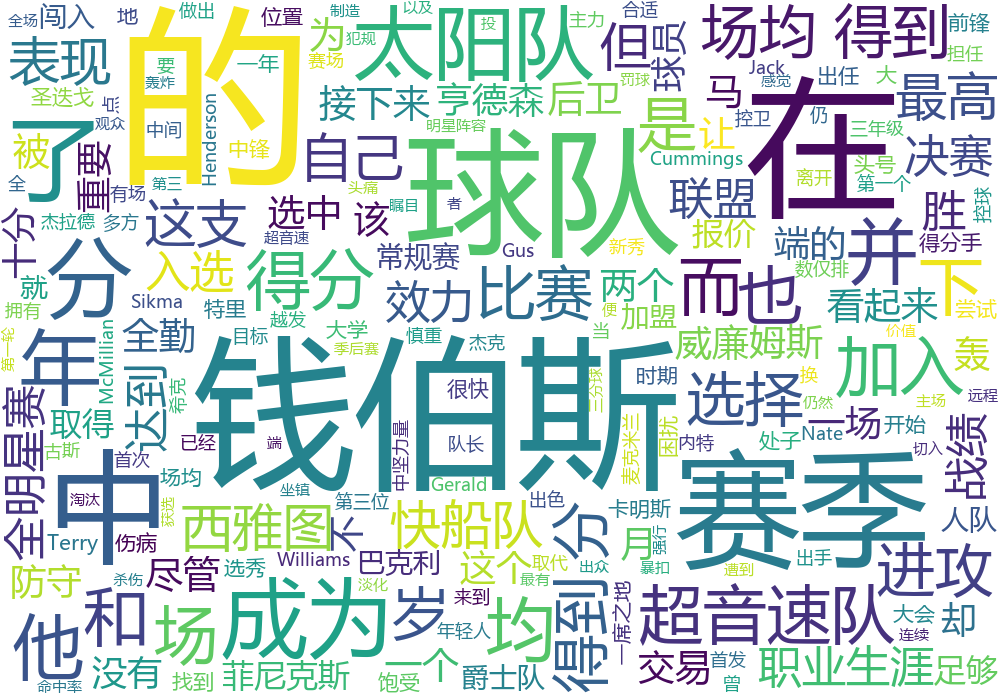 全场
闯入
地
做出
位置
为
制造
以及
投
主力
犯规
赛场
但
合适
球员
场均
得到
Jack
感觉
担任
前锋
表现
的
太阳队
轰炸
要
一年
圣迭戈
点
观众
接下来
亨德森
后卫
是
马
让
出任
大
最高
控卫
仍
三年级
了
被
重要
中间
中锋
Henderson
自己
明星阵容
球队
Cummings
在
离开
头号
第一个
决赛
十分
全
有场
第三
头痛
杰拉德
多方
瞩目
者
联盟
胜
控球
这支
选中
该
超音速
常规赛
Gus
新秀
报价
端的
并
得分手
就
入选
拥有
Sikma
特里
越发
得分
效力
比赛
两个
便
加盟
而
也
数仅排
看起来
下
尝试
分
年
第一轮
McMillian
全勤
目标
大学
慎重
杰克
当
威廉姆斯
价值
轰
季后赛
三分球
换
加入
全明星赛
取得
达到
希克
钱伯斯
很快
时期
选择
一场
仍然
主场
远程
古斯
首次
已经
场均
中坚力量
队长
麦克米兰
困扰
内特
处子
Nate
开始
切入
战绩
中
淘汰
端
坐镇
第三位
Gerald
出色
卡明斯
赛季
人队
Terry
伤病
获选
西雅图
不
快船队
分
月
强行
Williams
巴克利
这个
取代
出众
暴扣
遭到
出手
进攻
防守
杀伤
尽管
选秀
淡化
最有
得到
一席之地
他
和
场
成为
岁
来到
年轻人
均
超音速队
大会
连续
却
没有
找到
菲尼克斯
一个
饱受
爵士队
交易
首发
曾
职业生涯
足够
命中率
罚球